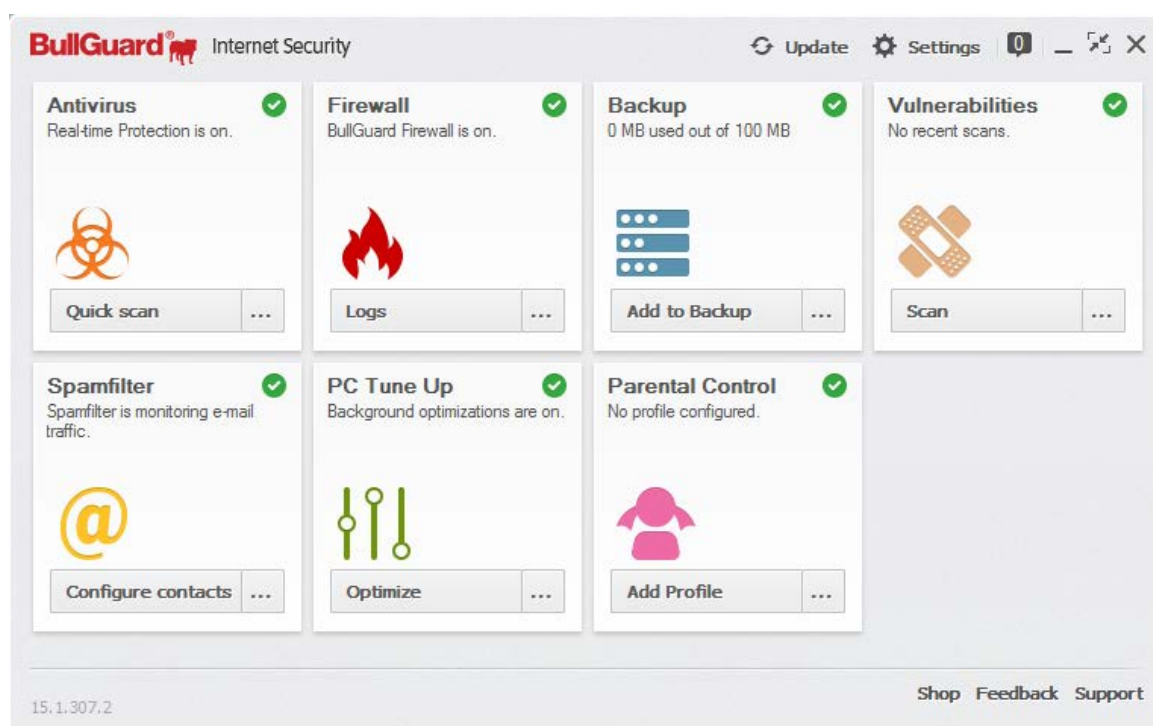 BullGuard® Internet Security
Update Settings 0
Antivirus
Real-time Protection is on.
Quick scan ...
Firewall
BullGuard Firewall is on.
Logs ...
Backup
0 MB used out of 100 MB
Add to Backup ...
Vulnerabilities
No recent scans.
Scan ...
Spamfilter
Spamfilter is monitoring e-mail
traffic.
@
Configure contacts ...
PC Tune Up
Background optimizations are on.
Optimize ...
Parental Control
No profile configured.
Add Profile ...
Shop Feedback Support
15.1.307.2